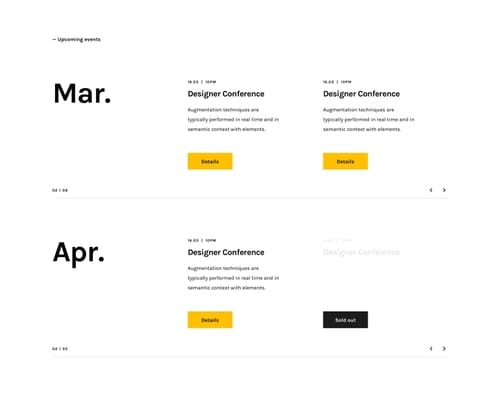 — Upcoming events
Mar.
18.03 | 10PM
Designer Conference
Augmentation techniques are
typically performed in real time and in
semantic context with elements.
Details
18.03 | 10PM
Designer Conference
Augmentation techniques are
typically performed in real time and in
semantic context with elements.
Details
02 / 06
Apr.
18.03 | 10PM
Designer Conference
Augmentation techniques are
typically performed in real time and in
semantic context with elements.
Details
Designer Conference
Sold out
02 / 02